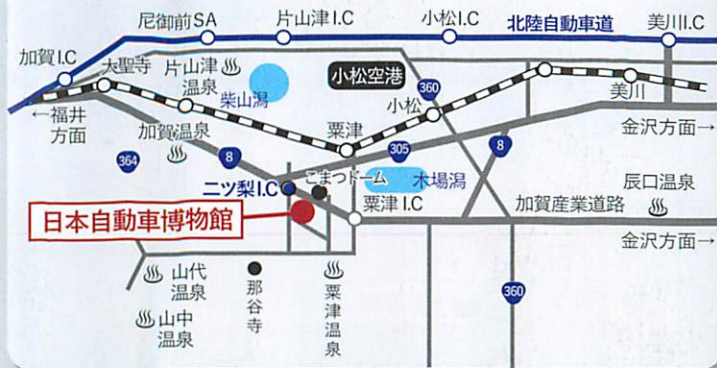 尼御前SA
片山津I.C
小松I.C
北陸自動車道
美川I.C
加賀I.C
大聖寺
片山津
温泉
柴山潟
小松空港
360
小松
美川
←福井
方面
加賀温泉
粟津
金沢方面→
364
8
305
8
こまつドーム
木場潟
二ツ梨I.C
粟津I.C
加賀産業道路
辰口温泉
日本自動車博物館
金沢方面→
山代
温泉
那谷寺
粟津温泉
360
山中
温泉